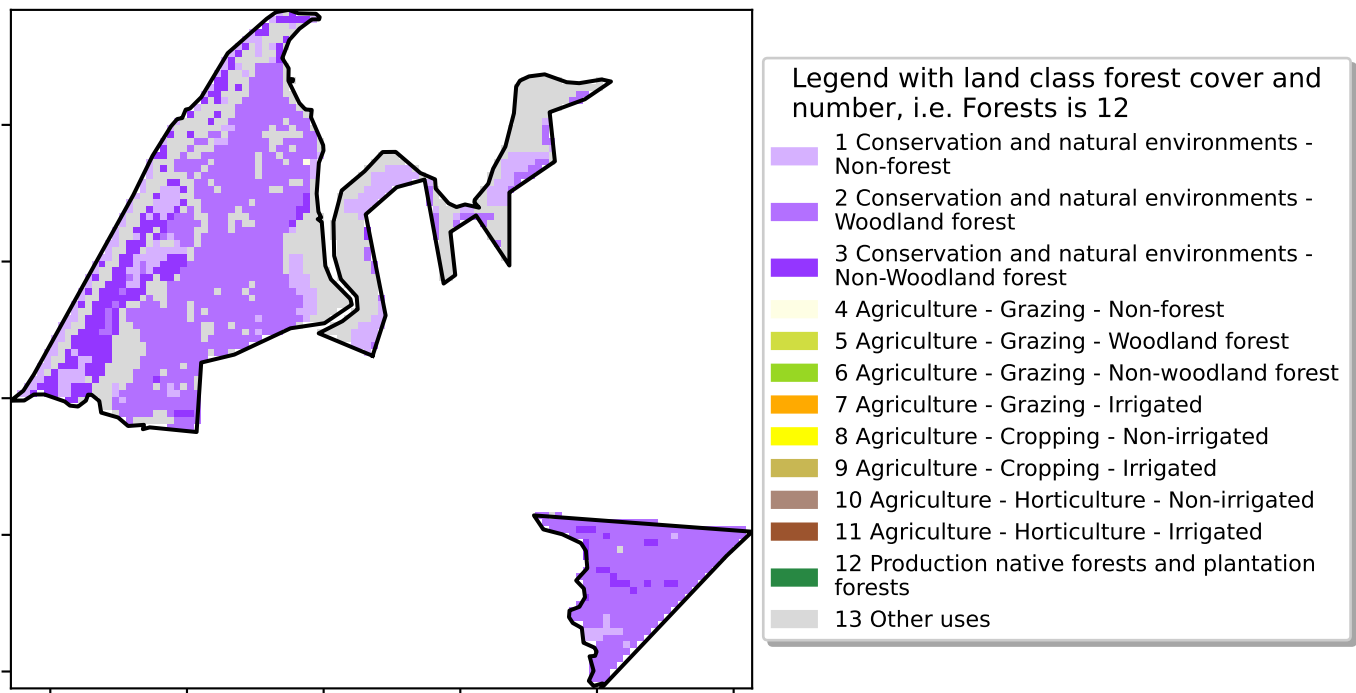 Legend with land class forest cover and
number, i.e. Forests is 12
1 Conservation and natural environments -
Non-forest
2 Conservation and natural environments -
Woodland forest
3 Conservation and natural environments -
Non-Woodland forest
4 Agriculture - Grazing - Non-forest
5 Agriculture - Grazing - Woodland forest
6 Agriculture - Grazing - Non-woodland forest
7 Agriculture - Grazing - Irrigated
8 Agriculture - Cropping - Non-irrigated
9 Agriculture - Cropping - Irrigated
10 Agriculture - Horticulture - Non-irrigated
11 Agriculture - Horticulture - Irrigated
12 Production native forests and plantation
forests
13 Other uses